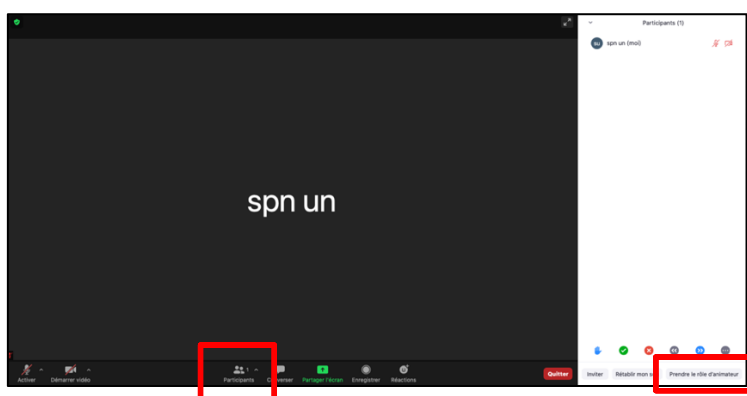 Participants (1)
SU spn un (moi)
spn un
Activer
Démarrer vidéo
1
Participants
Converser
Partager l'écran
Enregistrer
Réactions
Quitter
Inviter
Rétablir mon s
Prendre le rôle d'animateur